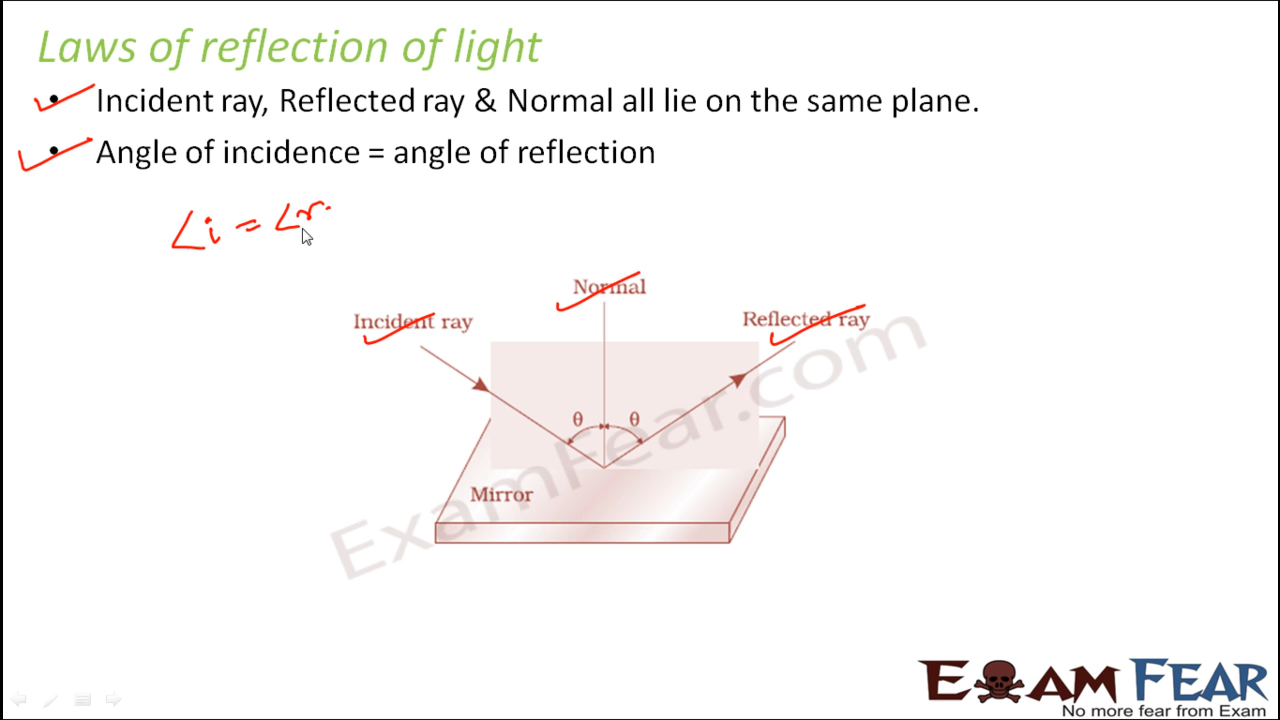 Laws of reflection of light
• Incident ray, Reflected ray & Normal all lie on the same plane.
• Angle of incidence = angle of reflection
∠i = ∠r.
Normal
Incident ray
Reflected ray
θ θ
Mirror
ExamFear.com
EXAM FEAR
No more fear from Exam